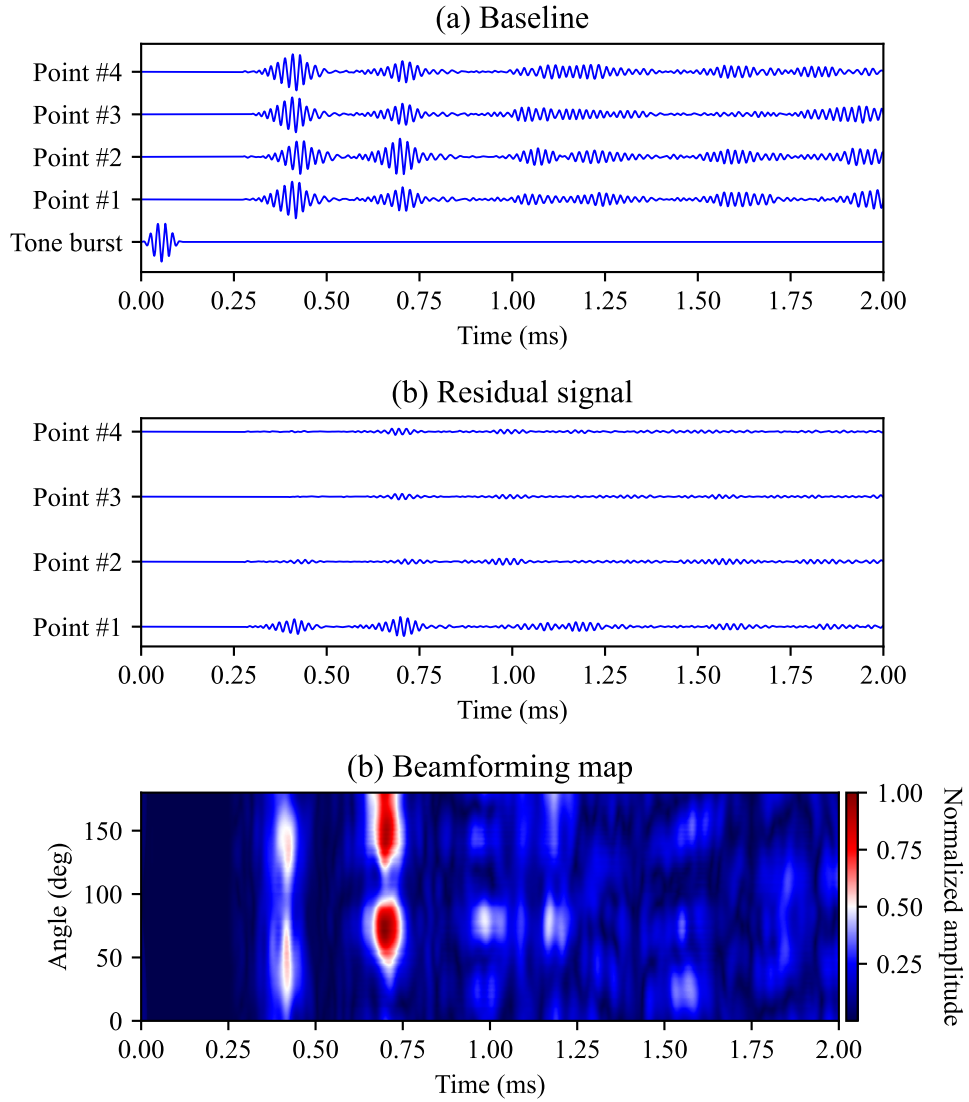 (a) Baseline
Point #4
Point #3
Point #2
Point #1
Tone burst
0.00 0.25 0.50 0.75 1.00 1.25 1.50 1.75 2.00
Time (ms)
(b) Residual signal
Point #4
Point #3
Point #2
Point #1
0.00 0.25 0.50 0.75 1.00 1.25 1.50 1.75 2.00
Time (ms)
(b) Beamforming map
Angle (deg)
150
100
50
0
0.00 0.25 0.50 0.75 1.00 1.25 1.50 1.75 2.00
Time (ms)
1.00
0.75
0.50
0.25
Normalized amplitude